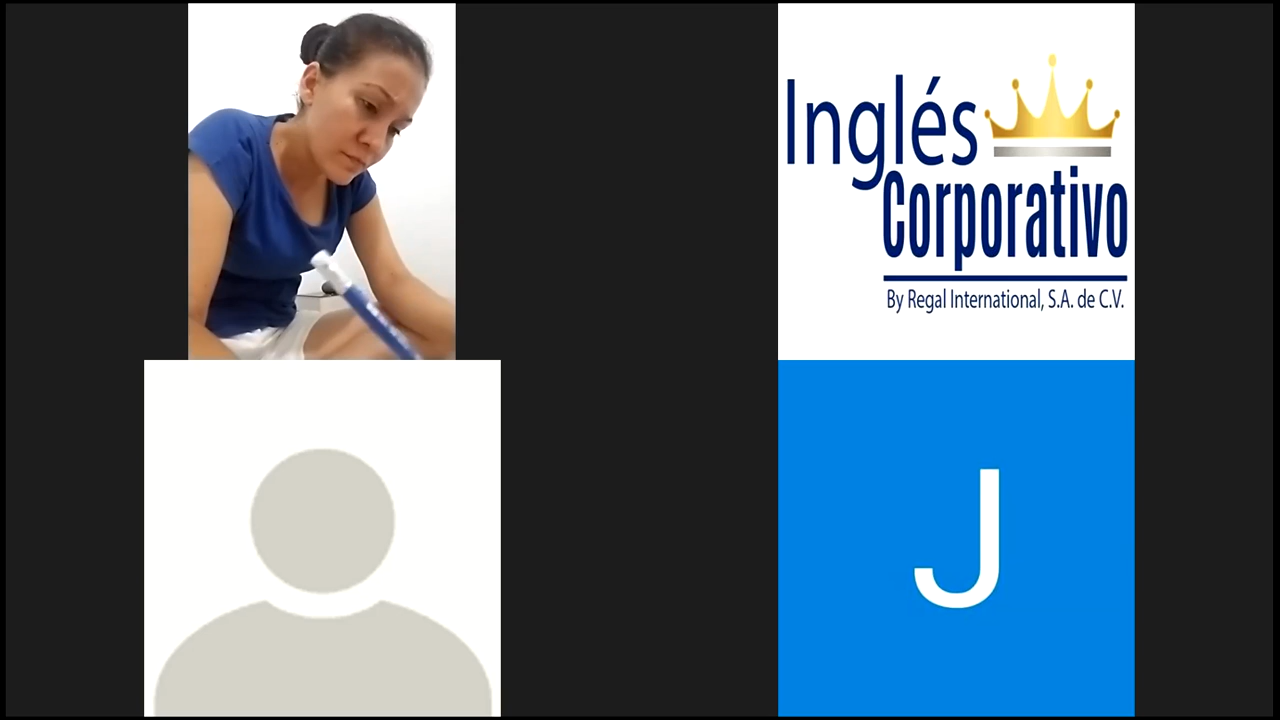 Inglés
Corporativo
By Regal International, S.A. de C.V.
J